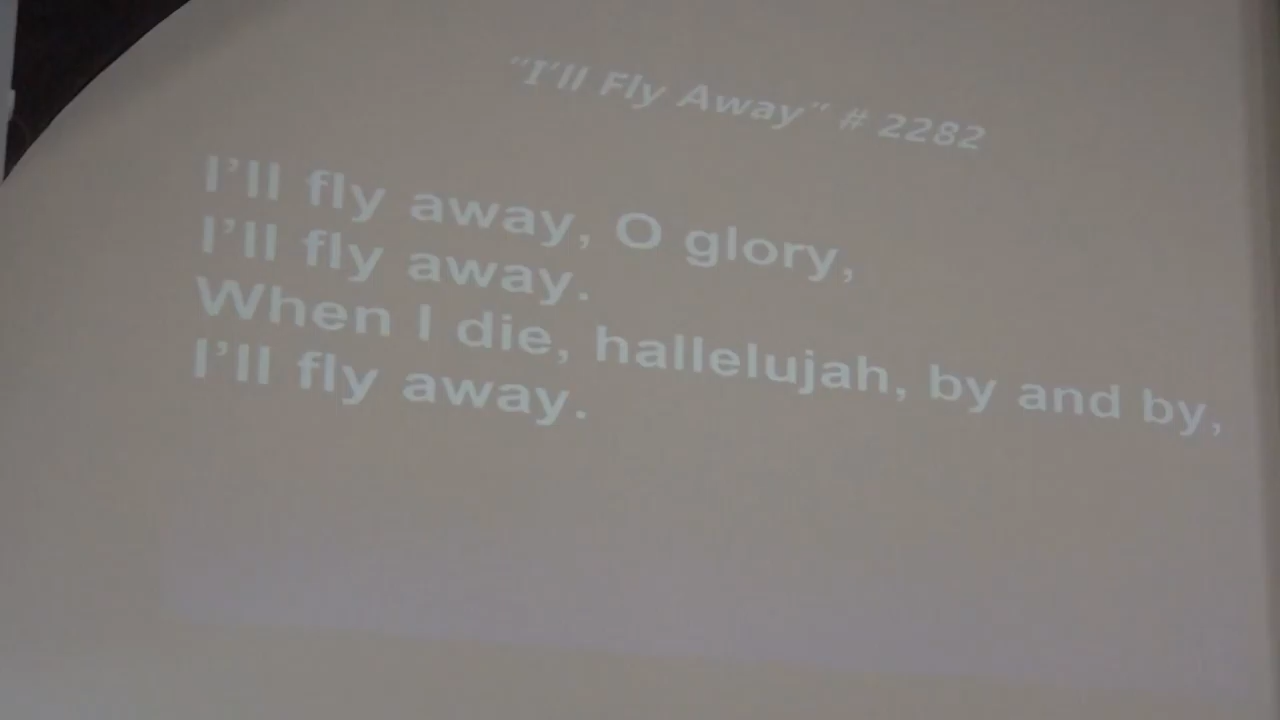 "I'll Fly Away" # 2282
I'll fly away, O glory,
I'll fly away.
When I die, hallelujah, by and by,
I'll fly away.